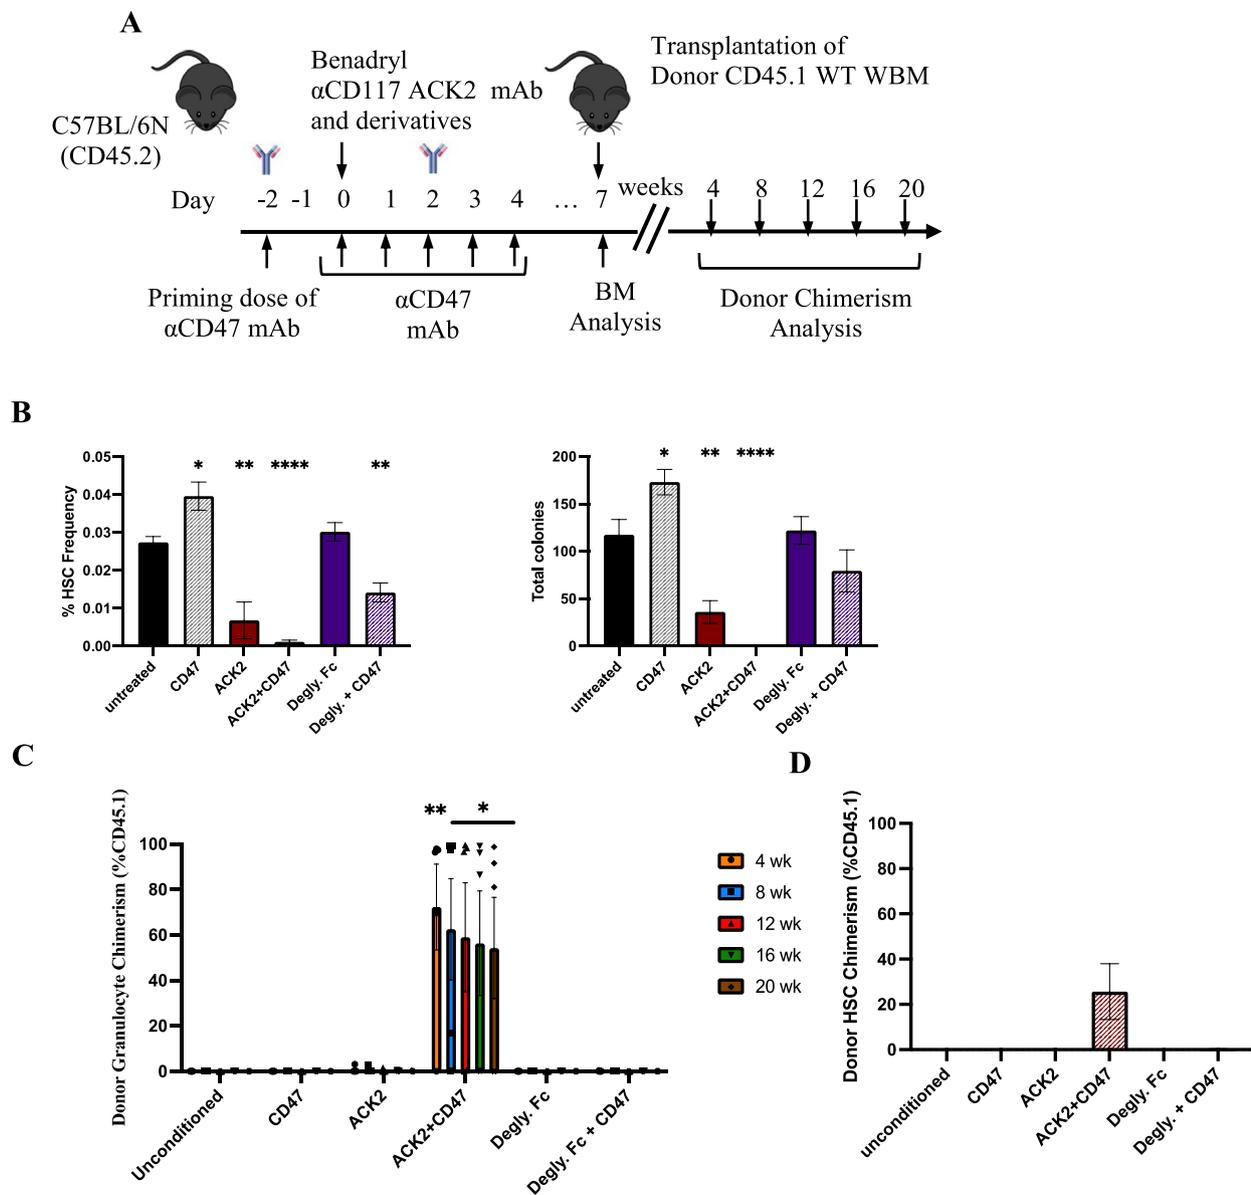 A
C57BL/6N
(CD45.2)
Benadryl
αCD117 ACK2 mAb
and derivatives
Transplantation of
Donor CD45.1 WT WBM
Day -2 -1 0 1 2 3 4 ... 7 weeks 4 8 12 16 20
Priming dose of
αCD47 mAb
αCD47
mAb
BM
Analysis
Donor Chimerism
Analysis
B
% HSC Frequency
0.05
0.04
0.03
0.02
0.01
0.010
0.00
* ** **** **
untreated
CD47
ACK2
ACK2+CD47
Degly. Fc
Degly. + CD47
Total colonies
200
150
100
50
0
* ** ****
untreated
CD47
ACK2
ACK2+CD47
Degly. Fc
Degly. + CD47
C
Donor Granulocyte Chimerism (%CD45.1)
100
80
60
40
20
0
** *
Unconditioned
CD47
ACK2
ACK2+CD47
Degly. Fc
Degly. Fc + CD47
4 wk
8 wk
12 wk
16 wk
20 wk
D
Donor HSC Chimerism (%CD45.1)
100
80
60
40
20
0
unconditioned
CD47
ACK2
ACK2+CD47
Degly. Fc
Degly. + CD47